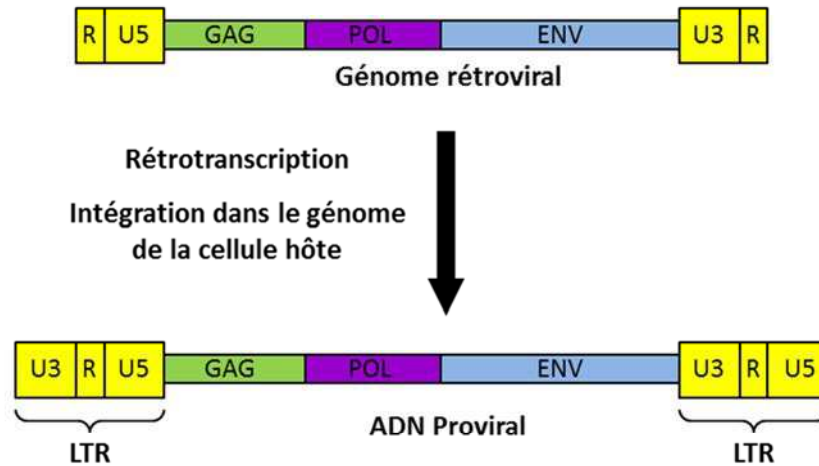 R U5 GAG POL ENV U3 R
Génome rétroviral
Rétrotranscription
Intégration dans le génome
de la cellule hôte
U3 R U5 GAG POL ENV U3 R U5
LTR ADN Proviral LTR